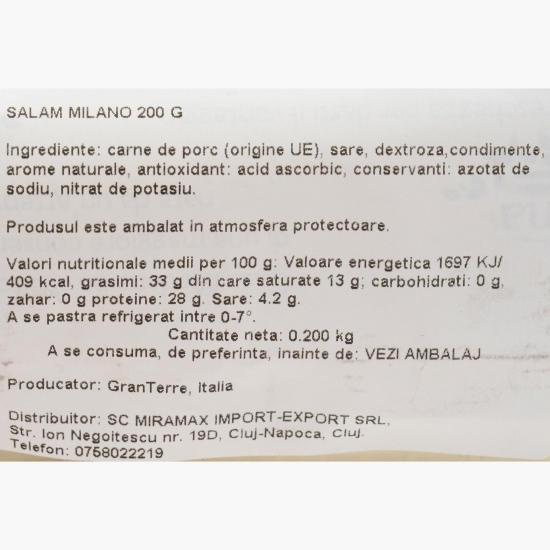 SALAM MILANO 200 G
Ingrediente: carne de porc (origine UE), sare, dextroza,condimente,
arome naturale, antioxidant: acid ascorbic, conservanti: azotat de
sodiu, nitrat de potasiu.
Produsul este ambalat in atmosfera protectoare.
Valori nutritionale medii per 100 g: Valoare energetica 1697 KJ/
409 kcal, grasimi: 33 g din care saturate 13 g; carbohidrati: 0 g,
zahar: 0 g proteine: 28 g. Sare: 4.2 g.
A se pastra refrigerat intre 0-7°.
Cantitate neta: 0.200 kg
A se consuma, de preferinta, inainte de: VEZI AMBALAJ
Producator: GranTerre, Italia
Distribuitor: SC MIRAMAX IMPORT-EXPORT SRL,
Str. Ion Negoitescu nr. 19D, Cluj-Napoca, Cluj.
Telefon: 0758022219